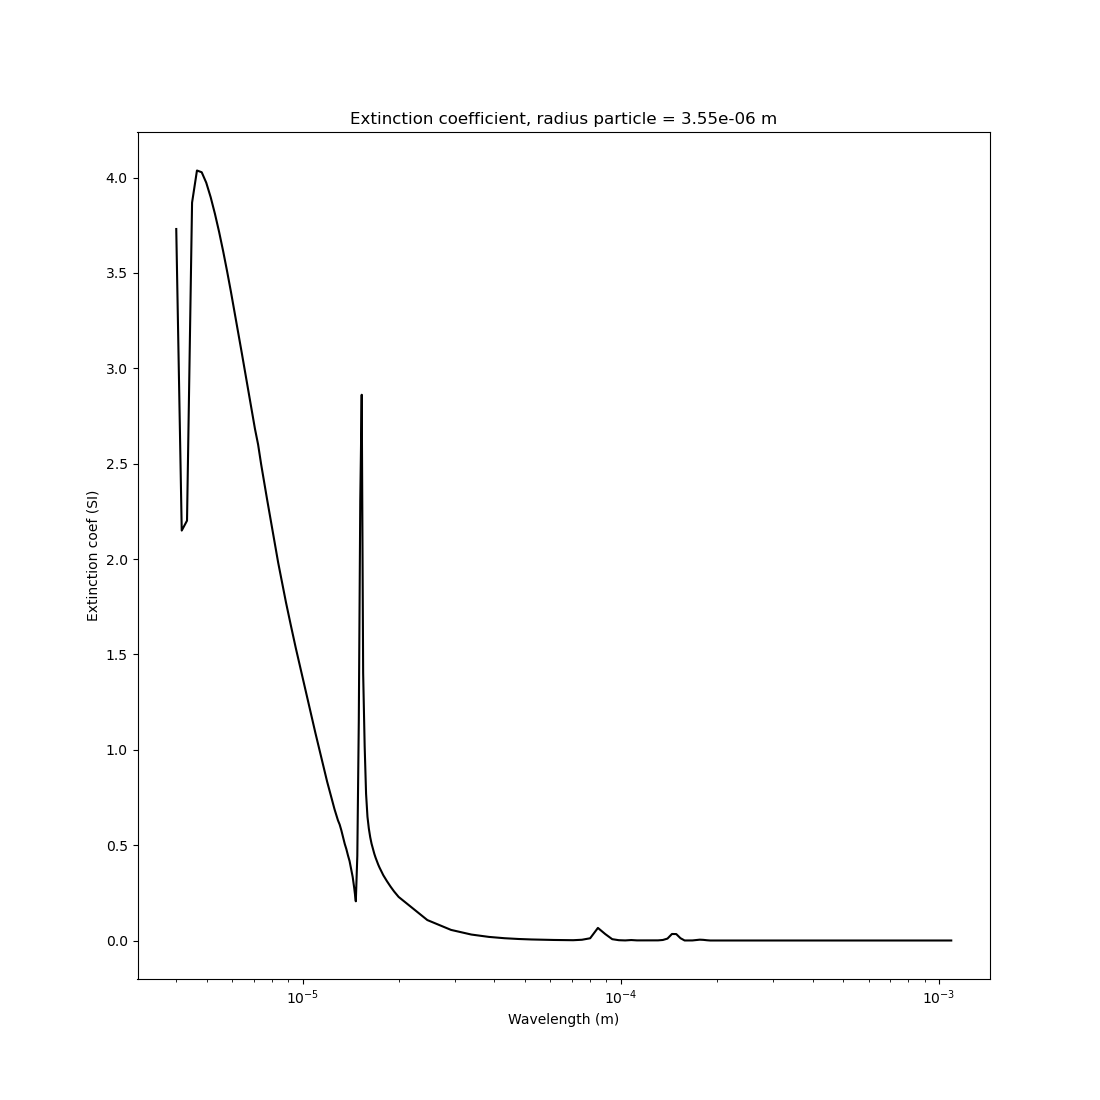 Extinction coefficient, radius particle = 3.55e-06 m
4.0
3.5
3.0
2.5
2.0
1.5
1.0
0.5
0.0
Extinction coef (SI)
10⁻⁵ 10⁻⁴ 10⁻³
Wavelength (m)